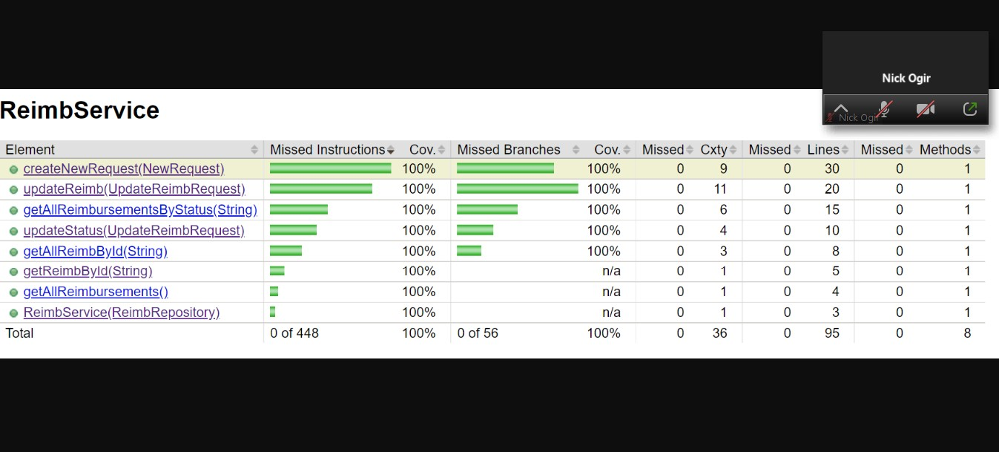 Nick Ogir
Nick Ogir
ReimbService
Element Missed Instructions Cov. Missed Branches Cov. Missed Cxty Missed Lines Missed Methods
createNewRequest(NewRequest) 100% 100% 0 9 0 30 0 1
updateReimb(UpdateReimbRequest) 100% 100% 0 11 0 20 0 1
getAllReimbursementsByStatus(String) 100% 100% 0 6 0 15 0 1
updateStatus(UpdateReimbRequest) 100% 100% 0 4 0 10 0 1
getAllReimbById(String) 100% 100% 0 3 0 8 0 1
getReimbById(String) 100% n/a 0 1 0 5 0 1
getAllReimbursements() 100% n/a 0 1 0 4 0 1
ReimbService(ReimbRepository) 100% n/a 0 1 0 3 0 1
Total 0 of 448 100% 0 of 56 100% 0 36 0 95 0 8